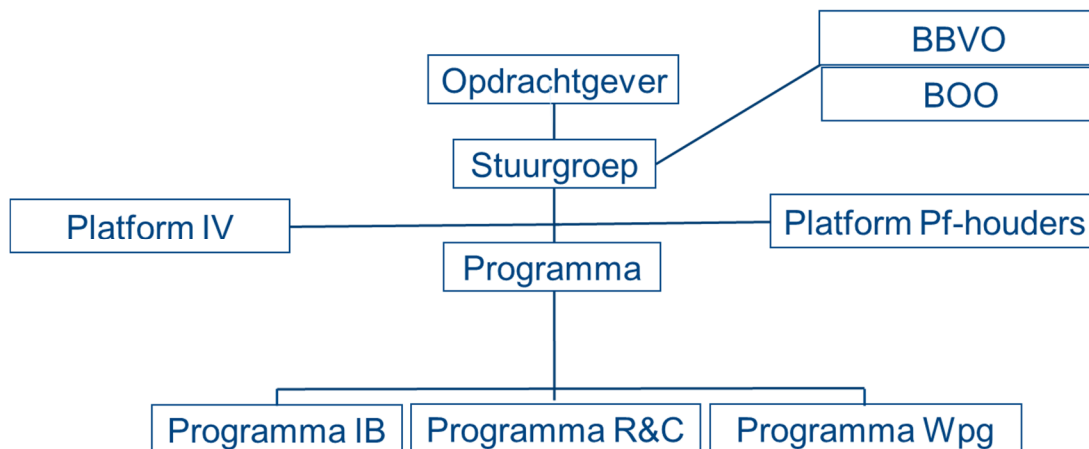 BBVO
Opdrachtgever
BOO
Stuurgroep
Platform IV
Platform Pf-houders
Programma
Programma IB
Programma R&C
Programma Wpg